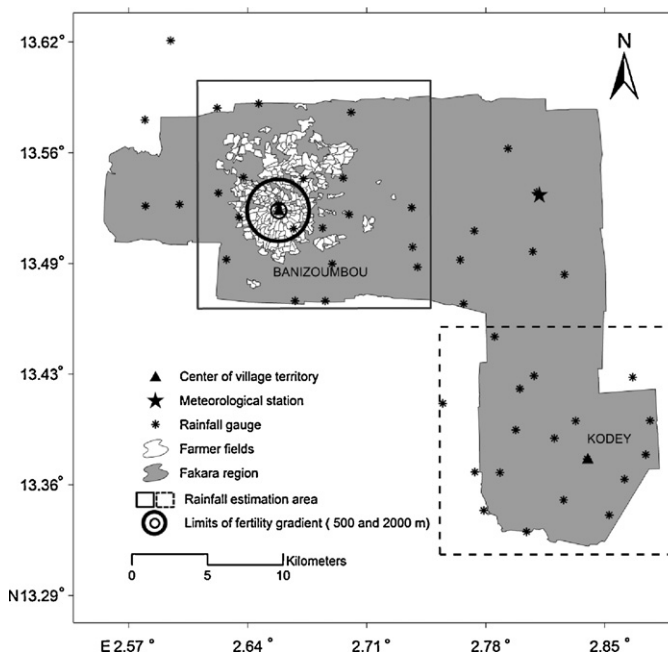 N
13.62 °
13.56 °
13.49 °
BANIZOUMBOU
13.43 °
KODEY
13.36 °
N 13.29 °
Center of village territory
Meteorological station
Rainfall gauge
Farmer fields
Fakara region
Rainfall estimation area
Limits of fertility gradient ( 500 and 2000 m)
Kilometers
0 5 10
E 2.57 ° 2.64 ° 2.71 ° 2.78 ° 2.85 °